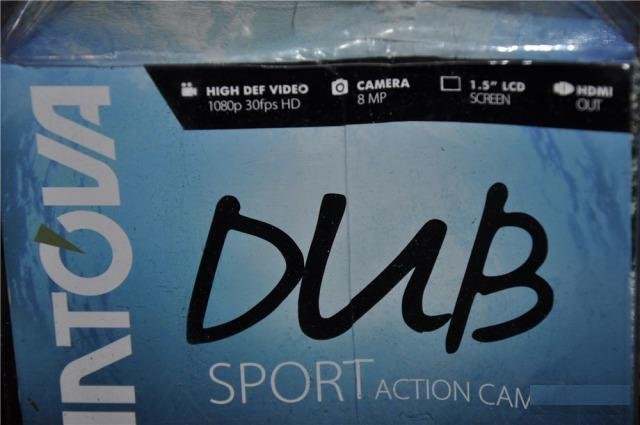 HIGH DEF VIDEO
1080p 30fps HD
CAMERA
8 MP
1.5" LCD
SCREEN
HDMI
OUT
INTOVA
DUB
SPORT ACTION CAM